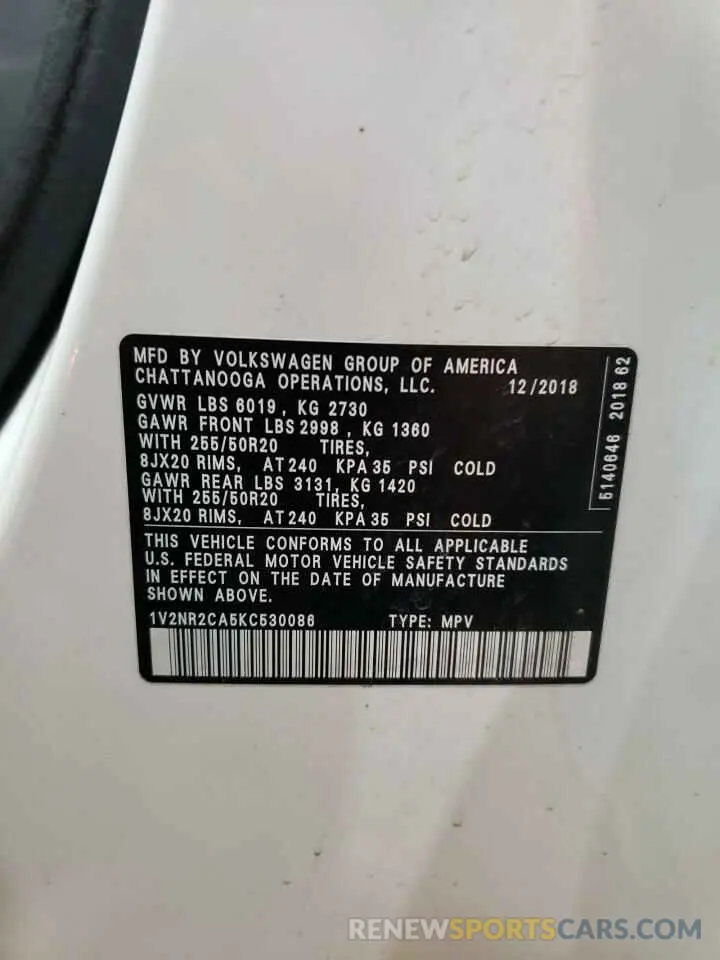 MFD BY VOLKSWAGEN GROUP OF AMERICA
CHATTANOOGA OPERATIONS, LLC. 12/2018
GVWR LBS 6019, KG 2730
GAWR FRONT LBS 2998, KG 1360
WITH 255/50R20 TIRES,
8JX20 RIMS, AT 240 KPA 35 PSI COLD
GAWR REAR LBS 3131, KG 1420
WITH 255/50R20 TIRES,
8JX20 RIMS, AT 240 KPA 35 PSI COLD
THIS VEHICLE CONFORMS TO ALL APPLICABLE
U.S. FEDERAL MOTOR VEHICLE SAFETY STANDARDS
IN EFFECT ON THE DATE OF MANUFACTURE
SHOWN ABOVE.
1V2NR2CA5KC530086 TYPE: MPV
5140646 2018 62
RENEWSPORTSCARS.COM